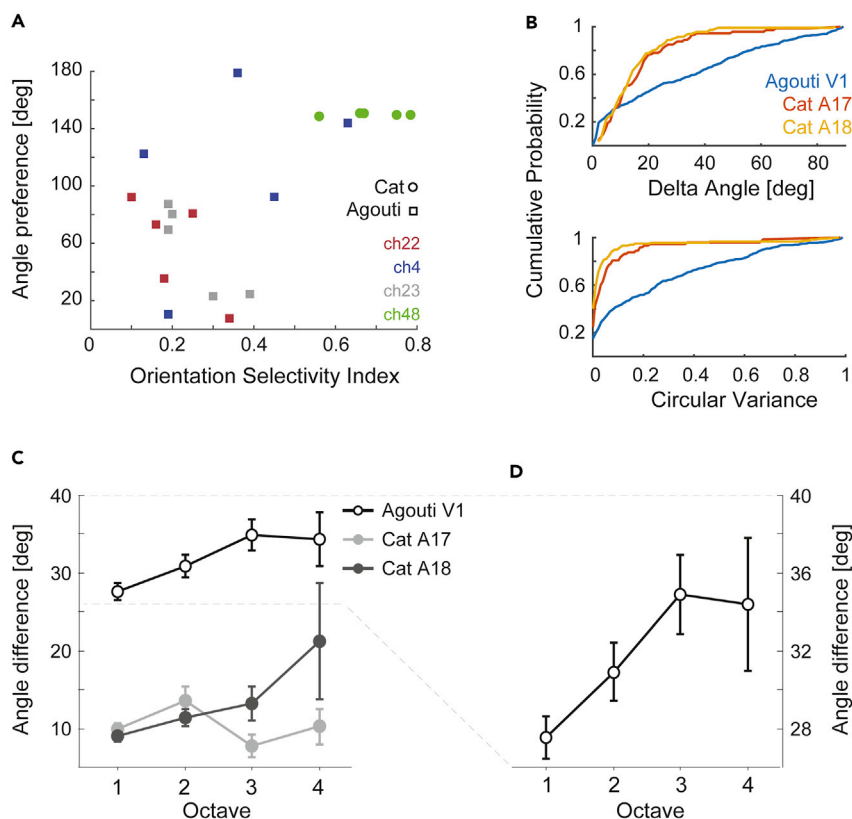 A
Angle preference [deg]
180
140
100
60
20
0
0.2
0.4
0.6
0.8
Orientation Selectivity Index
Cat
Agouti
ch22
ch4
ch23
ch48
B
Cumulative Probability
1
0.6
0.2
0
20
40
60
80
Delta Angle [deg]
Agouti V1
Cat A17
Cat A18
1
0.6
0.2
0
0.2
0.4
0.6
0.8
1
Circular Variance
C
Angle difference [deg]
40
30
20
10
1
2
3
4
Octave
Agouti V1
Cat A17
Cat A18
D
40
36
32
28
Angle difference [deg]
1
2
3
4
Octave